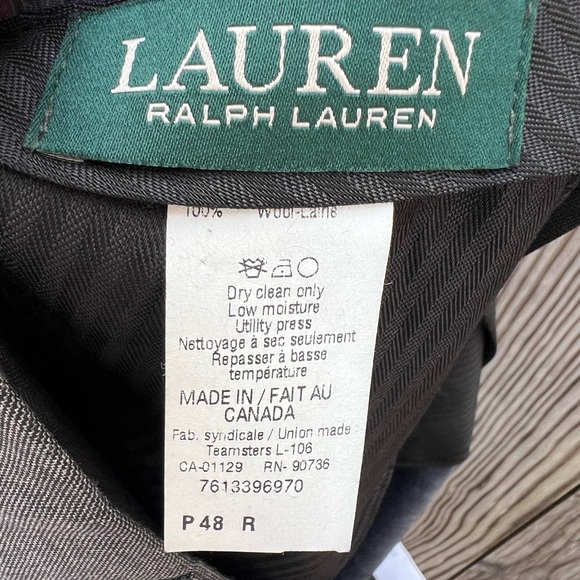 LAUREN
RALPH LAUREN
100% Wool-Laine
Dry clean only
Low moisture
Utility press
Nettoyage à sec seulement
Repasser à basse
température
MADE IN / FAIT AU
CANADA
Fab. syndicale / Union made
Teamsters L-106
CA-01129 RN- 90736
7613396970
P 48 R